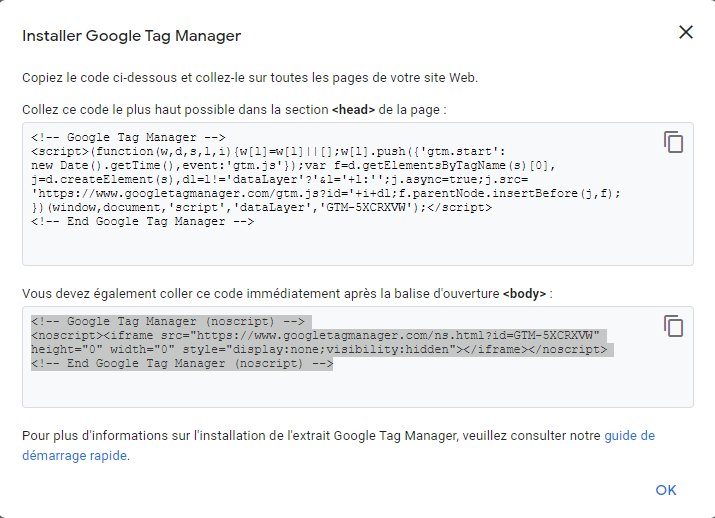 Installer Google Tag Manager
Copiez le code ci-dessous et collez-le sur toutes les pages de votre site Web.
Collez ce code le plus haut possible dans la section <head> de la page :
<!-- Google Tag Manager -->
<script>(function(w,d,s,l,i){w[l]=w[l]||[];w[l].push({'gtm.start':
new Date().getTime(),event:'gtm.js'});var f=d.getElementsByTagName(s)[0],
j=d.createElement(s),dl=l!='dataLayer'?'&l='+l:'';j.async=true;j.src=
'https://www.googletagmanager.com/gtm.js?id='+i+dl;f.parentNode.insertBefore(j,f);
})(window,document,'script','dataLayer','GTM-5XCRXVW');</script>
<!-- End Google Tag Manager -->
Vous devez également coller ce code immédiatement après la balise d'ouverture <body> :
<!-- Google Tag Manager (noscript) -->
<noscript><iframe src="https://www.googletagmanager.com/ns.html?id=GTM-5XCRXVW"
height="0" width="0" style="display:none;visibility:hidden"></iframe></noscript>
<!-- End Google Tag Manager (noscript) -->
Pour plus d'informations sur l'installation de l'extrait Google Tag Manager, veuillez consulter notre guide de
démarrage rapide.
OK